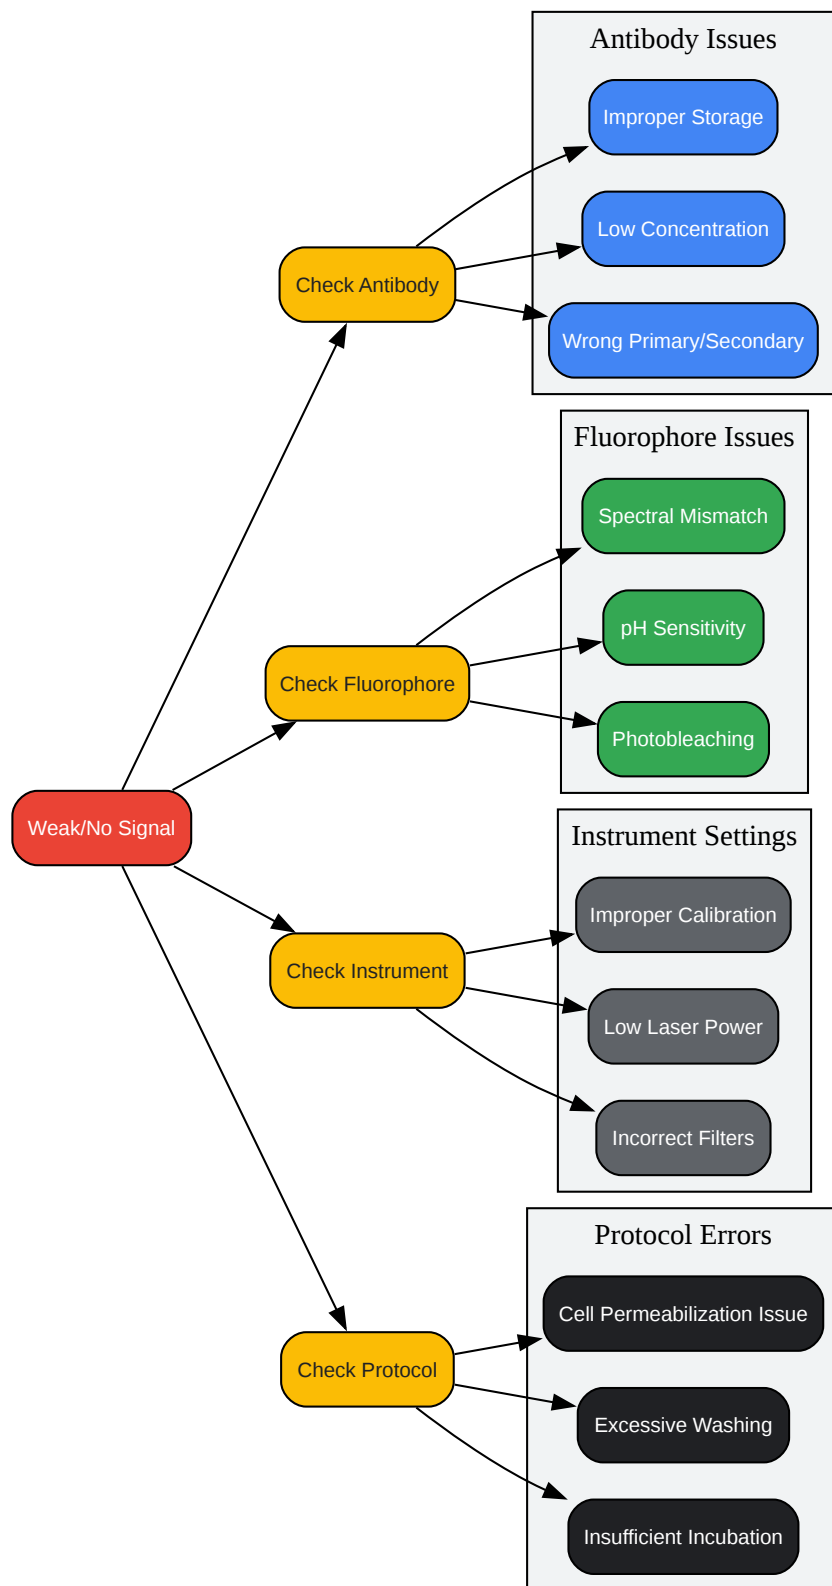 Antibody Issues
Improper Storage
Low Concentration
Check Antibody
Wrong Primary/Secondary
Fluorophore Issues
Spectral Mismatch
pH Sensitivity
Check Fluorophore
Photobleaching
Weak/No Signal
Instrument Settings
Improper Calibration
Check Instrument
Low Laser Power
Incorrect Filters
Protocol Errors
Cell Permeabilization Issue
Check Protocol
Excessive Washing
Insufficient Incubation